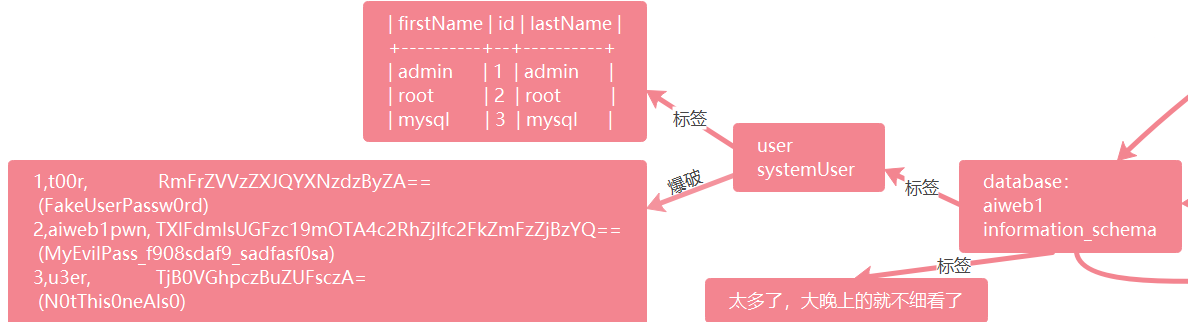 | firstName | id | lastName |
+----------+--+----------+
| admin | 1 | admin |
| root | 2 | root |
| mysql | 3 | mysql |
标签
user
systemUser
爆破
标签
database：
aiweb1
information_schema
1,t00r, RmFrZVVzZXJQYXNzdzByZA==
(FakeUserPassw0rd)
2,aiweb1pwn, TXlFdmlsUGFzc19mOTA4c2RhZjlfc2FkZmFzZjBzYQ==
(MyEvilPass_f908sdaf9_sadfasf0sa)
3,u3er, TjB0VGhpczBuZUFsczA=
(N0tThis0neAls0)
标签
太多了，大晚上的就不细看了